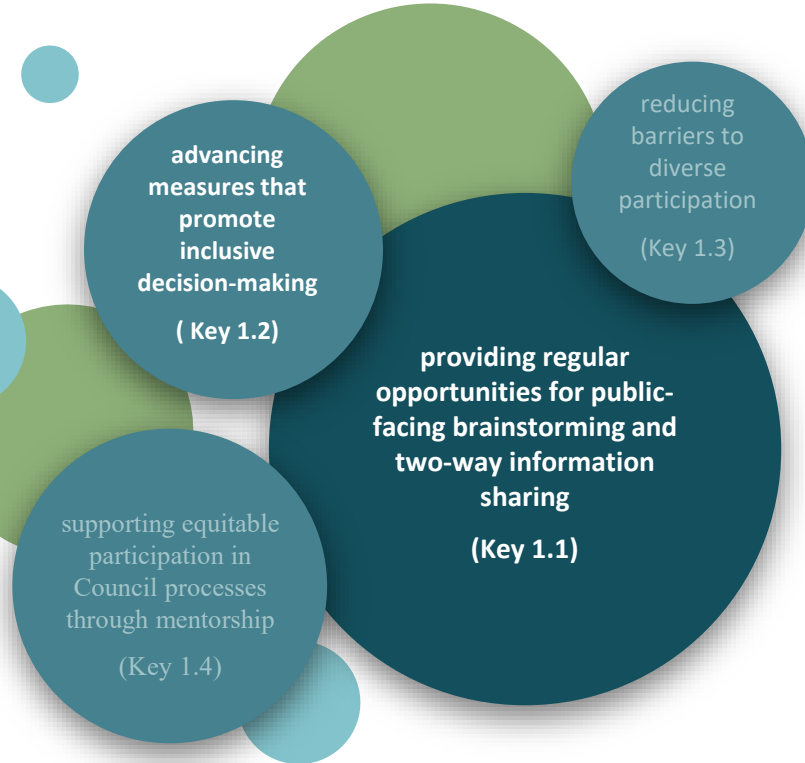 advancing
measures that
promote
inclusive
decision-making
( Key 1.2)
reducing
barriers to
diverse
participation
(Key 1.3)
providing regular
opportunities for public-
facing brainstorming and
two-way information
sharing
(Key 1.1)
supporting equitable
participation in
Council processes
through mentorship
(Key 1.4)